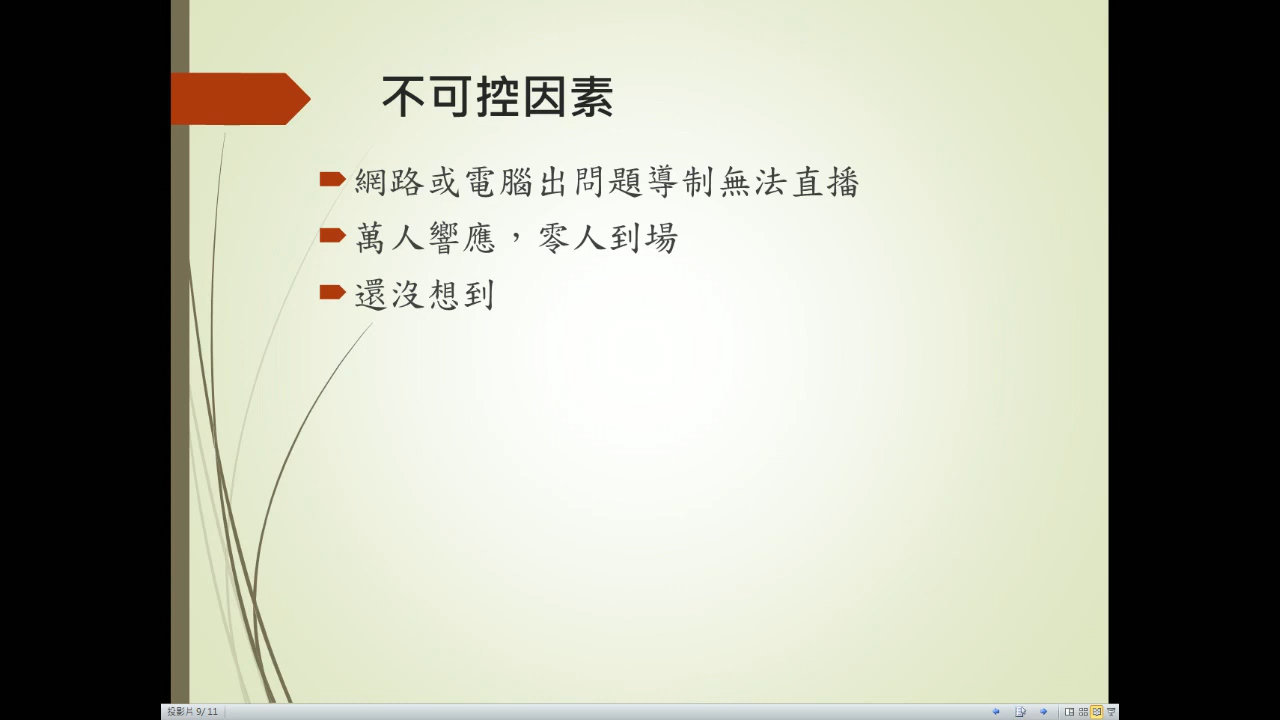 不可控因素
網路或電腦出問題導制無法直播
萬人響應，零人到場
還沒想到
投影片 9/ 11